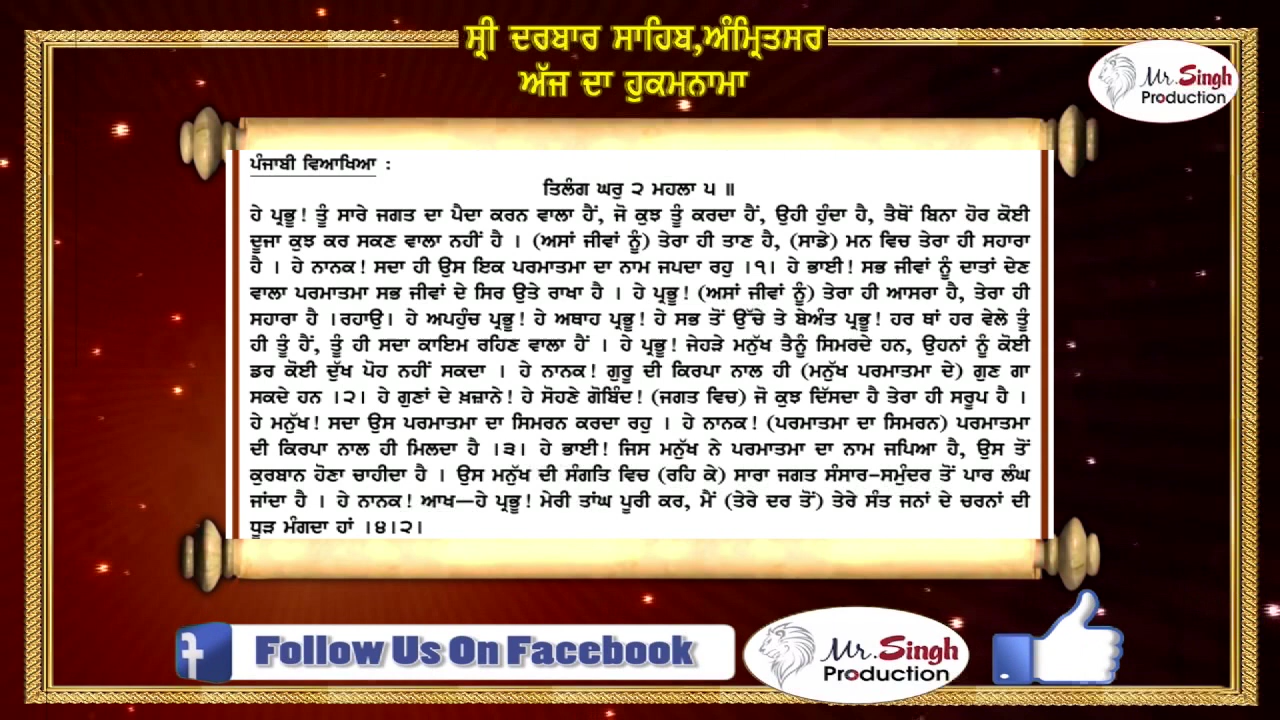 ਸ੍ਰੀ ਦਰਬਾਰ ਸਾਹਿਬ,ਅੰਮ੍ਰਿਤਸਰ
ਅੱਜ ਦਾ ਹੁਕਮਨਾਮਾ
Mr.Singh
Production
ਪੰਜਾਬੀ ਵਿਆਖਿਆ :
ਤਿਲੰਗ ਘਰੁ ੨ ਮਹਲਾ ੫ ॥
ਹੇ ਪ੍ਰਭੂ! ਤੂੰ ਸਾਰੇ ਜਗਤ ਦਾ ਪੈਦਾ ਕਰਨ ਵਾਲਾ ਹੈਂ, ਜੋ ਕੁਝ ਤੂੰ ਕਰਦਾ ਹੈਂ, ਉਹੀ ਹੁੰਦਾ ਹੈ, ਤੈਥੋਂ ਬਿਨਾ ਹੋਰ ਕੋਈ
ਦੂਜਾ ਕੁਝ ਕਰ ਸਕਣ ਵਾਲਾ ਨਹੀਂ ਹੈ । (ਅਸਾਂ ਜੀਵਾਂ ਨੂੰ) ਤੇਰਾ ਹੀ ਤਾਣ ਹੈ, (ਸਾਡੇ) ਮਨ ਵਿਚ ਤੇਰਾ ਹੀ ਸਹਾਰਾ
ਹੈ । ਹੇ ਨਾਨਕ! ਸਦਾ ਹੀ ਉਸ ਇਕ ਪਰਮਾਤਮਾ ਦਾ ਨਾਮ ਜਪਦਾ ਰਹੁ ।੧। ਹੇ ਭਾਈ! ਸਭ ਜੀਵਾਂ ਨੂੰ ਦਾਤਾਂ ਦੇਣ
ਵਾਲਾ ਪਰਮਾਤਮਾ ਸਭ ਜੀਵਾਂ ਦੇ ਸਿਰ ਉਤੇ ਰਾਖਾ ਹੈ । ਹੇ ਪ੍ਰਭੂ! (ਅਸਾਂ ਜੀਵਾਂ ਨੂੰ) ਤੇਰਾ ਹੀ ਆਸਰਾ ਹੈ, ਤੇਰਾ ਹੀ
ਸਹਾਰਾ ਹੈ ।ਰਹਾਉ। ਹੇ ਅਪਹੁੰਚ ਪ੍ਰਭੂ! ਹੇ ਅਥਾਹ ਪ੍ਰਭੂ! ਹੇ ਸਭ ਤੋਂ ਉੱਚੇ ਤੇ ਬੇਅੰਤ ਪ੍ਰਭੂ! ਹਰ ਥਾਂ ਹਰ ਵੇਲੇ ਤੂੰ
ਹੀ ਤੂੰ ਹੈਂ, ਤੂੰ ਹੀ ਸਦਾ ਕਾਇਮ ਰਹਿਣ ਵਾਲਾ ਹੈਂ । ਹੇ ਪ੍ਰਭੂ! ਜੇਹੜੇ ਮਨੁੱਖ ਤੈਨੂੰ ਸਿਮਰਦੇ ਹਨ, ਉਹਨਾਂ ਨੂੰ ਕੋਈ
ਡਰ ਕੋਈ ਦੁੱਖ ਪੋਹ ਨਹੀਂ ਸਕਦਾ । ਹੇ ਨਾਨਕ! ਗੁਰੂ ਦੀ ਕਿਰਪਾ ਨਾਲ ਹੀ (ਮਨੁੱਖ ਪਰਮਾਤਮਾ ਦੇ) ਗੁਣ ਗਾ
ਸਕਦੇ ਹਨ ।੨। ਹੇ ਗੁਣਾਂ ਦੇ ਖ਼ਜ਼ਾਨੇ! ਹੇ ਸੋਹਣੇ ਗੋਬਿੰਦ! (ਜਗਤ ਵਿਚ) ਜੋ ਕੁਝ ਦਿੱਸਦਾ ਹੈ ਤੇਰਾ ਹੀ ਸਰੂਪ ਹੈ ।
ਹੇ ਮਨੁੱਖ! ਸਦਾ ਉਸ ਪਰਮਾਤਮਾ ਦਾ ਸਿਮਰਨ ਕਰਦਾ ਰਹੁ । ਹੇ ਨਾਨਕ! (ਪਰਮਾਤਮਾ ਦਾ ਸਿਮਰਨ) ਪਰਮਾਤਮਾ
ਦੀ ਕਿਰਪਾ ਨਾਲ ਹੀ ਮਿਲਦਾ ਹੈ ।੩। ਹੇ ਭਾਈ! ਜਿਸ ਮਨੁੱਖ ਨੇ ਪਰਮਾਤਮਾ ਦਾ ਨਾਮ ਜਪਿਆ ਹੈ, ਉਸ ਤੋਂ
ਕੁਰਬਾਨ ਹੋਣਾ ਚਾਹੀਦਾ ਹੈ । ਉਸ ਮਨੁੱਖ ਦੀ ਸੰਗਤਿ ਵਿਚ (ਰਹਿ ਕੇ) ਸਾਰਾ ਜਗਤ ਸੰਸਾਰ-ਸਮੁੰਦਰ ਤੋਂ ਪਾਰ ਲੰਘ
ਜਾਂਦਾ ਹੈ । ਹੇ ਨਾਨਕ! ਆਖ—ਹੇ ਪ੍ਰਭੂ! ਮੇਰੀ ਤਾਂਘ ਪੂਰੀ ਕਰ, ਮੈਂ (ਤੇਰੇ ਦਰ ਤੋਂ) ਤੇਰੇ ਸੰਤ ਜਨਾਂ ਦੇ ਚਰਨਾਂ ਦੀ
ਧੂੜ ਮੰਗਦਾ ਹਾਂ ।੪।੨।
f Follow Us On Facebook
Mr.Singh
Production